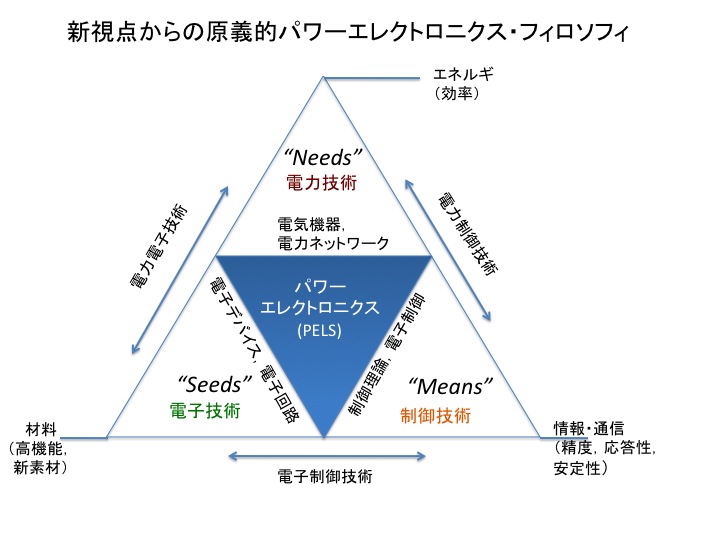 新視点からの原義的パワーエレクトロニクス・フィロソフィ
エネルギ
（効率）
“Needs”
電力技術
電気機器，
電力ネットワーク
電力電子技術
電力制御技術
パワー
エレクトロニクス
(PELS)
電子デバイス，電子回路
制御理論，電子制御
“Seeds”
電子技術
“Means”
制御技術
材料
（高機能，
新素材）
情報・通信
（精度，応答性，
安定性）
電子制御技術